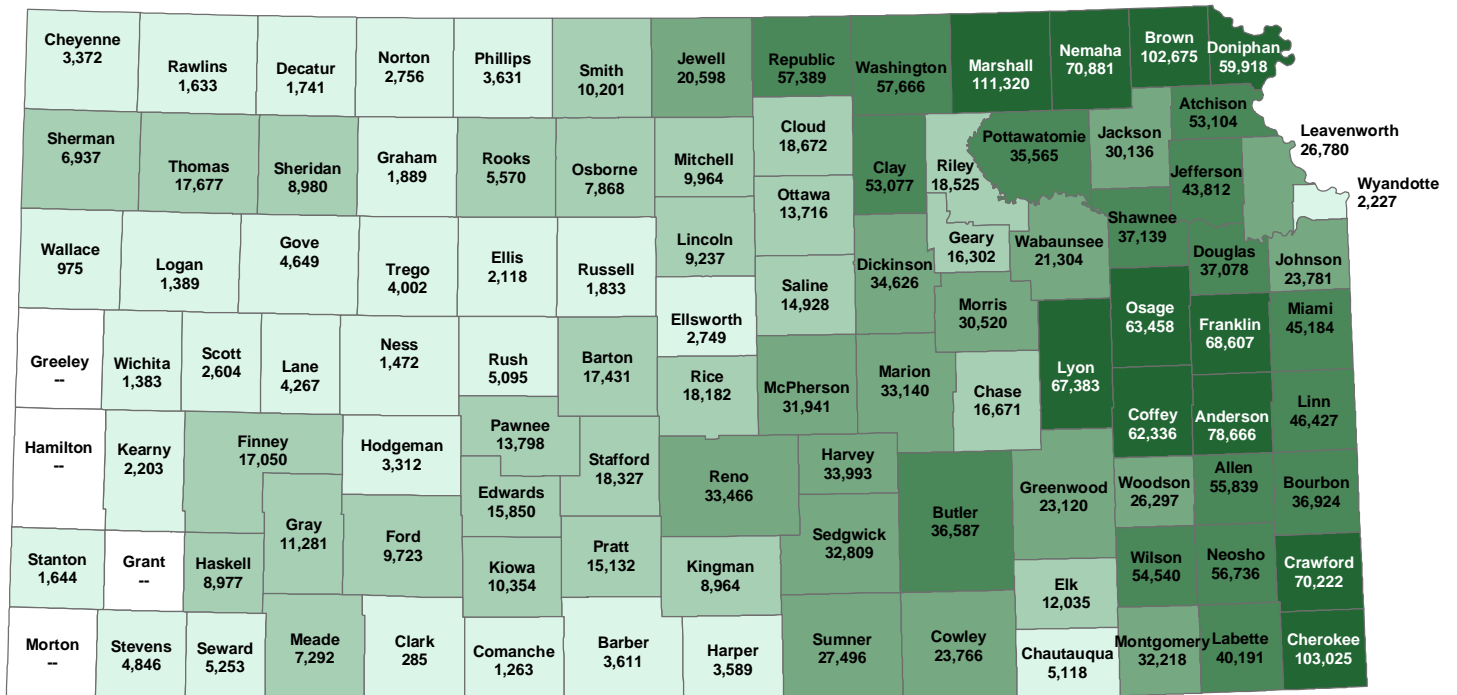 Cheyenne
3,372
Rawlins
1,633
Decatur
1,741
Norton
2,756
Phillips
3,631
Smith
10,201
Jewell
20,598
Republic
57,389
Washington
57,666
Marshall
111,320
Nemaha
70,881
Brown
102,675
Doniphan
59,918
Sherman
6,937
Thomas
17,677
Sheridan
8,980
Graham
1,889
Rooks
5,570
Osborne
7,868
Mitchell
9,964
Cloud
18,672
Clay
53,077
Riley
18,525
Pottawatomie
35,565
Jackson
30,136
Atchison
53,104
Jefferson
43,812
Leavenworth
26,780
Wyandotte
2,227
Wallace
975
Logan
1,389
Gove
4,649
Trego
4,002
Ellis
2,118
Russell
1,833
Lincoln
9,237
Ottawa
13,716
Saline
14,928
Dickinson
34,626
Geary
16,302
Wabaunsee
21,304
Shawnee
37,139
Douglas
37,078
Johnson
23,781
Greeley
--
Wichita
1,383
Scott
2,604
Lane
4,267
Ness
1,472
Rush
5,095
Barton
17,431
Ellsworth
2,749
Rice
18,182
McPherson
31,941
Marion
33,140
Morris
30,520
Chase
16,671
Lyon
67,383
Osage
63,458
Franklin
68,607
Miami
45,184
Coffey
62,336
Anderson
78,666
Linn
46,427
Hamilton
--
Kearny
2,203
Finney
17,050
Hodgeman
3,312
Pawnee
13,798
Stafford
18,327
Edwards
15,850
Gray
11,281
Ford
9,723
Reno
33,466
Harvey
33,993
Sedgwick
32,809
Butler
36,587
Greenwood
23,120
Woodson
26,297
Allen
55,839
Bourbon
36,924
Stanton
1,644
Grant
--
Haskell
8,977
Kiowa
10,354
Pratt
15,132
Kingman
8,964
Elk
12,035
Wilson
54,540
Neosho
56,736
Crawford
70,222
Morton
--
Stevens
4,846
Seward
5,253
Meade
7,292
Clark
285
Comanche
1,263
Barber
3,611
Harper
3,589
Sumner
27,496
Cowley
23,766
Chautauqua
5,118
Montgomery
32,218
Labette
40,191
Cherokee
103,025